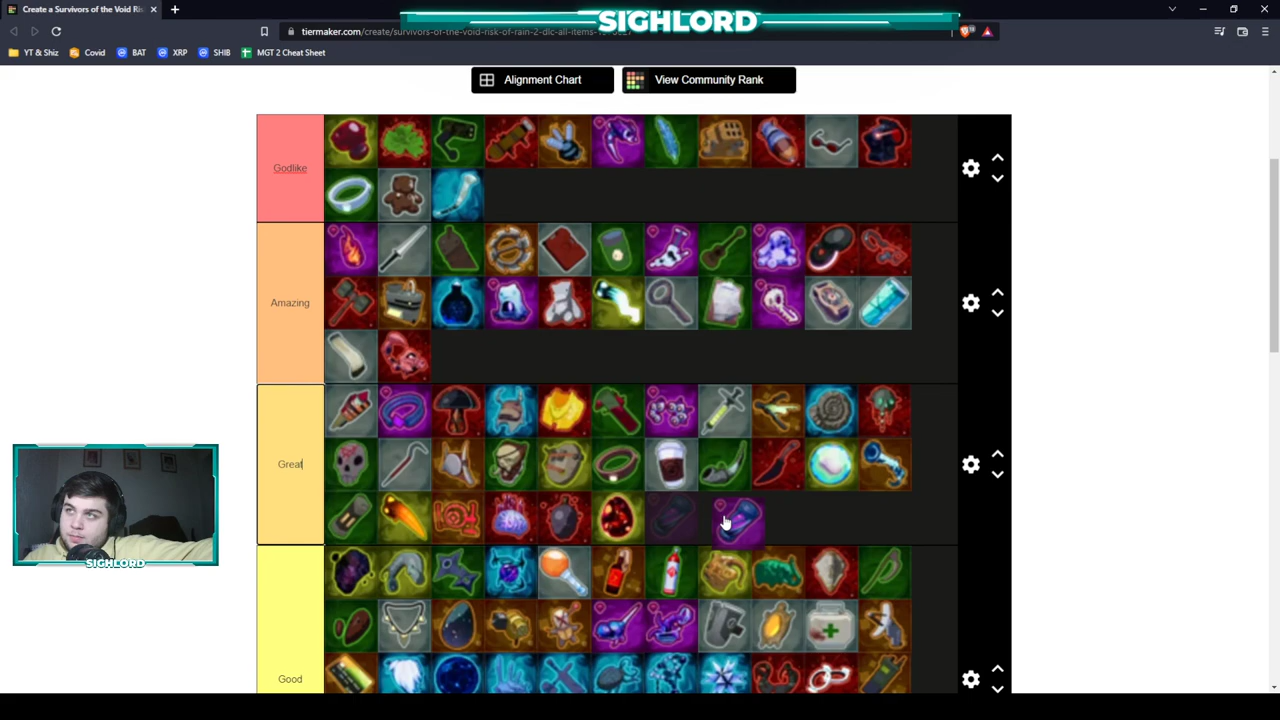 Create a Survivors of the Void Ris
SIGHLORD
tiermaker.com/create/survivors-of-the-void-risk-of-rain-2-dlc-all-items
YT & Shiz
Covid
BAT
XRP
SHIB
MGT 2 Cheat Sheet
Alignment Chart
View Community Rank
Godlike
Amazing
Great
Good
SIGHLORD